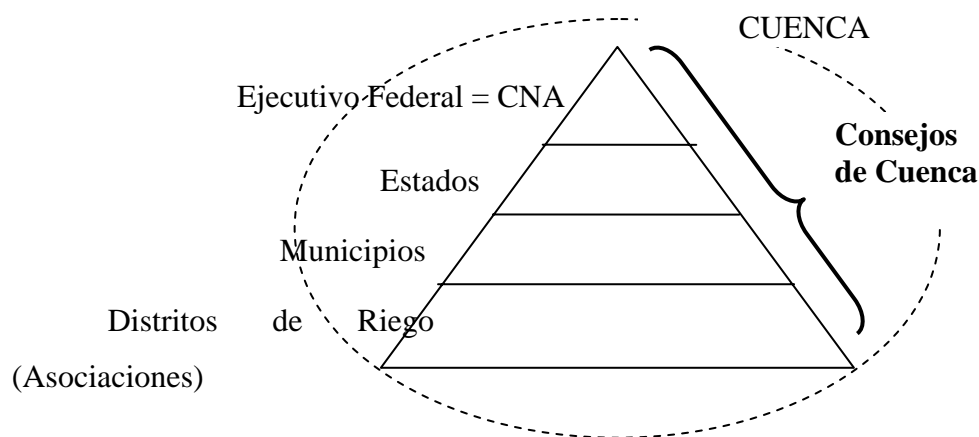 CUENCA
Ejecutivo Federal = CNA
Consejos
de Cuenca
Estados
Municipios
Distritos de Riego
(Asociaciones)